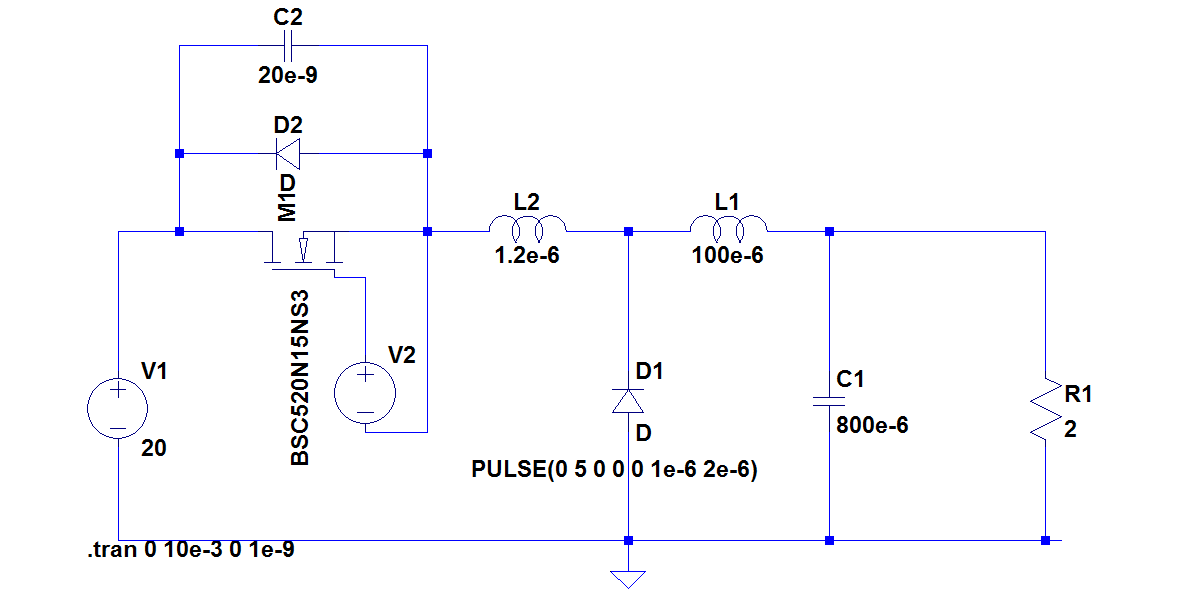 C2
20e-9
D2
D
M1
BSC520N15NS3
L2
1.2e-6
L1
100e-6
V1
20
V2
D1
D
C1
800e-6
R1
2
PULSE(0 5 0 0 0 1e-6 2e-6)
.tran 0 10e-3 0 1e-9